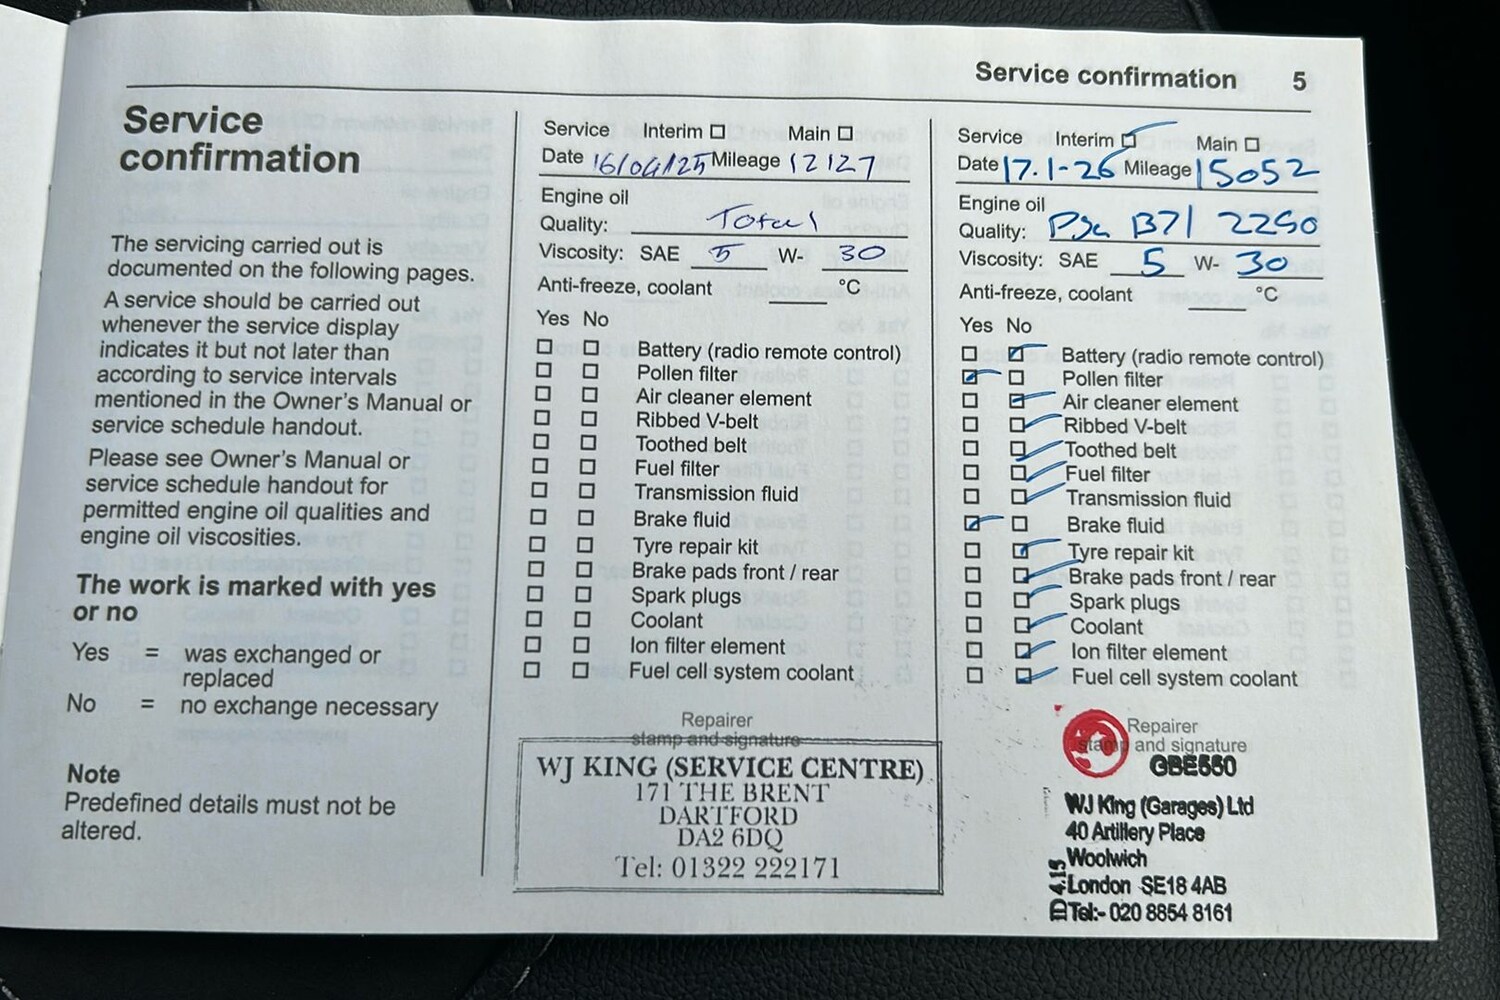 Service confirmation 5
Service
confirmation
The servicing carried out is
documented on the following pages.
A service should be carried out
whenever the service display
indicates it but not later than
according to service intervals
mentioned in the Owner's Manual or
service schedule handout.
Please see Owner's Manual or
service schedule handout for
permitted engine oil qualities and
engine oil viscosities.
The work is marked with yes
or no
Yes = was exchanged or
replaced
No = no exchange necessary
Note
Predefined details must not be
altered.
Service Interim ☐ Main ☐
Date 16/04/25 Mileage 12127
Engine oil
Quality: Total
Viscosity: SAE 5 W- 30
Anti-freeze, coolant °C
Yes No
☐ ☐ Battery (radio remote control)
☐ ☐ Pollen filter
☐ ☐ Air cleaner element
☐ ☐ Ribbed V-belt
☐ ☐ Toothed belt
☐ ☐ Fuel filter
☐ ☐ Transmission fluid
☐ ☐ Brake fluid
☐ ☐ Tyre repair kit
☐ ☐ Brake pads front / rear
☐ ☐ Spark plugs
☐ ☐ Coolant
☐ ☐ Ion filter element
☐ ☐ Fuel cell system coolant
Repairer
stamp and signature
WJ KING (SERVICE CENTRE)
171 THE BRENT
DARTFORD
DA2 6DQ
Tel: 01322 222171
Service Interim ☑ Main ☐
Date 17.1-26 Mileage 15052
Engine oil
Quality: Psa B71 2290
Viscosity: SAE 5 W- 30
Anti-freeze, coolant °C
Yes No
☐ ☑ Battery (radio remote control)
☑ ☐ Pollen filter
☐ ☑ Air cleaner element
☐ ☑ Ribbed V-belt
☐ ☑ Toothed belt
☐ ☑ Fuel filter
☐ ☑ Transmission fluid
☑ ☐ Brake fluid
☐ ☑ Tyre repair kit
☐ ☑ Brake pads front / rear
☐ ☑ Spark plugs
☐ ☑ Coolant
☐ ☑ Ion filter element
☐ ☑ Fuel cell system coolant
Repairer
stamp and signature
GBE550
WJ King (Garages) Ltd
40 Artillery Place
Woolwich
London SE18 4AB
Tel:- 020 8854 8161